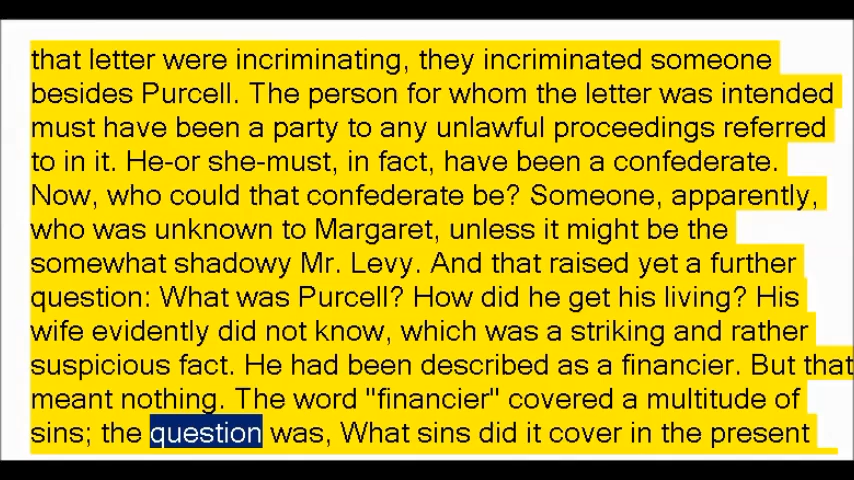 that letter were incriminating, they incriminated someone
besides Purcell. The person for whom the letter was intended
must have been a party to any unlawful proceedings referred
to in it. He-or she-must, in fact, have been a confederate.
Now, who could that confederate be? Someone, apparently,
who was unknown to Margaret, unless it might be the
somewhat shadowy Mr. Levy. And that raised yet a further
question: What was Purcell? How did he get his living? His
wife evidently did not know, which was a striking and rather
suspicious fact. He had been described as a financier. But that
meant nothing. The word "financier" covered a multitude of
sins; the question was, What sins did it cover in the present